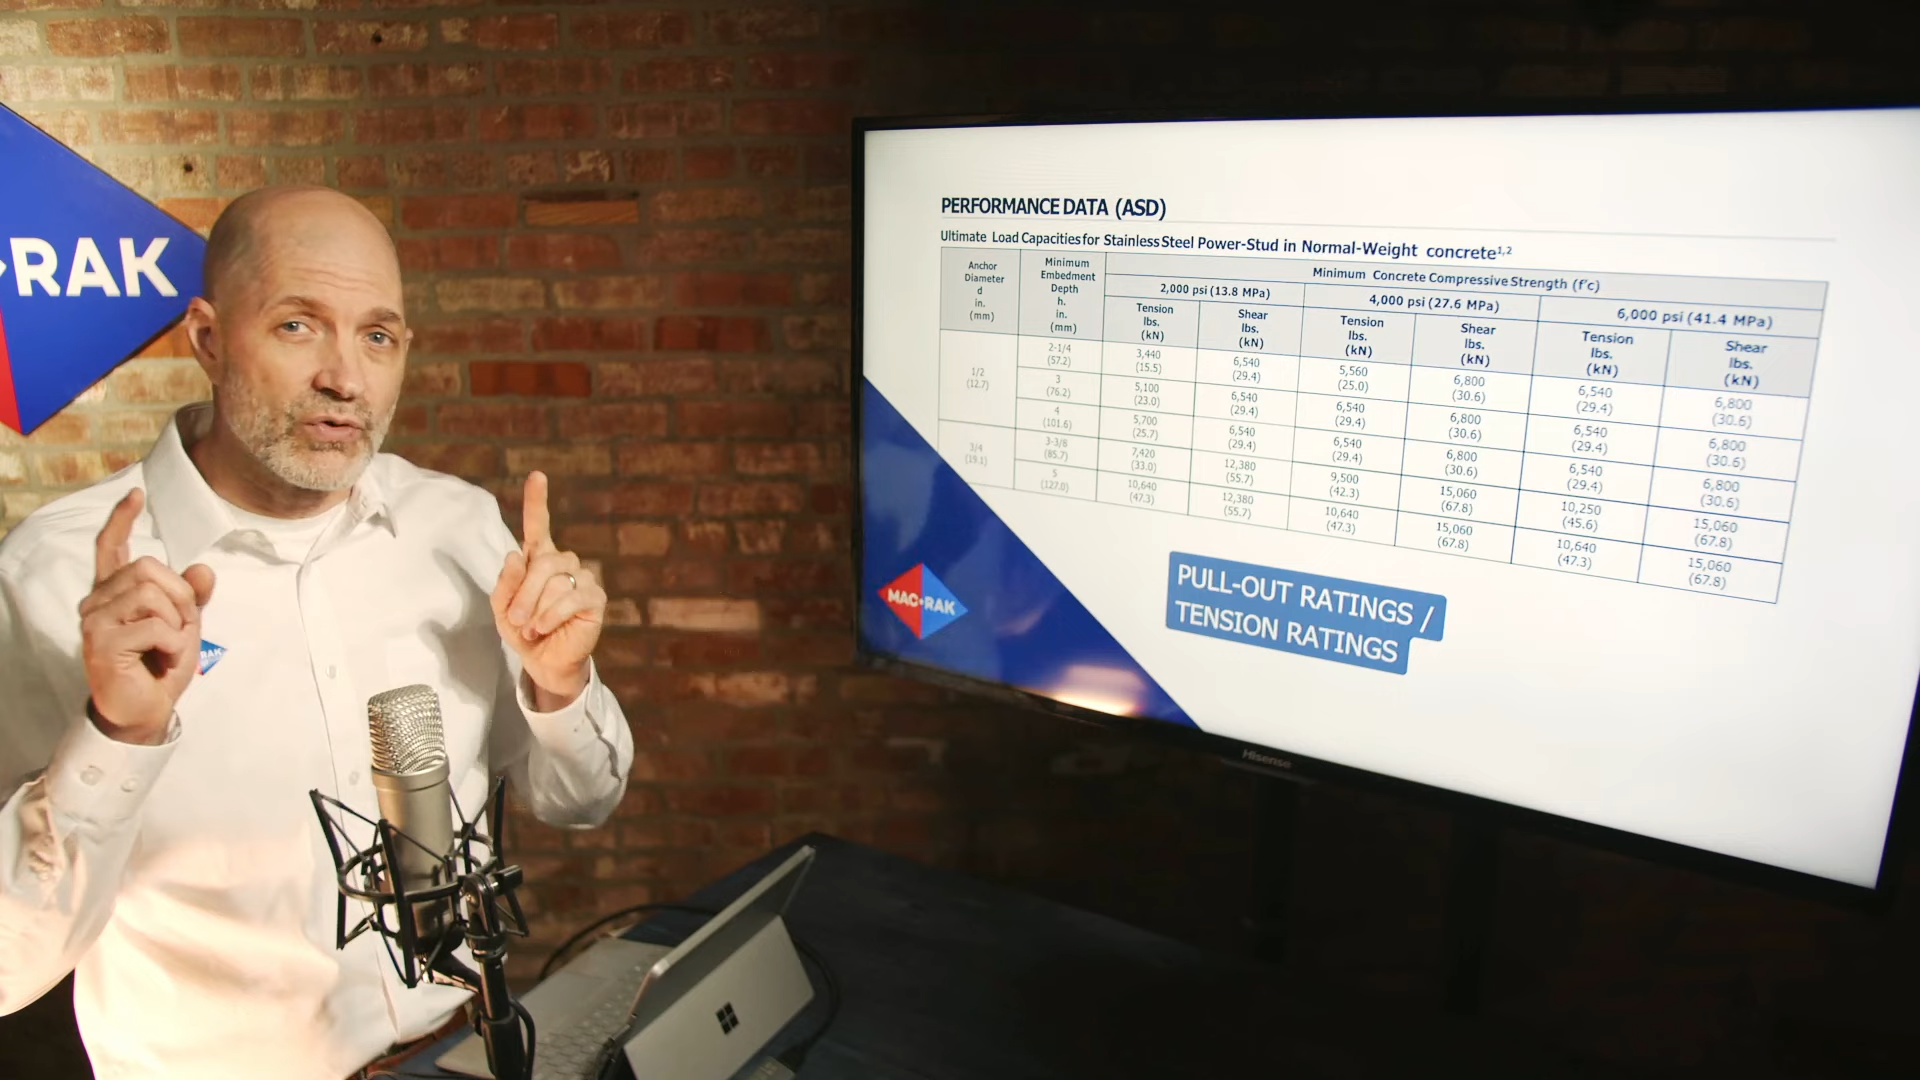 RAK
RAK
PERFORMANCE DATA (ASD)
Ultimate Load Capacities for Stainless Steel Power-Stud in Normal-Weight concrete1,2
Anchor Diameter d in. (mm)
Minimum Embedment Depth h. in. (mm)
Minimum Concrete Compressive Strength (f'c)
2,000 psi (13.8 MPa) 4,000 psi (27.6 MPa) 6,000 psi (41.4 MPa)
Tension lbs. (kN) Shear lbs. (kN) Tension lbs. (kN) Shear lbs. (kN) Tension lbs. (kN) Shear lbs. (kN)
1/2 (12.7)
2-1/4 (57.2) 3,440 (15.5) 6,540 (29.4) 5,560 (25.0) 6,800 (30.6) 6,540 (29.4) 6,800 (30.6)
3 (76.2) 5,100 (23.0) 6,540 (29.4) 6,540 (29.4) 6,800 (30.6) 6,540 (29.4) 6,800 (30.6)
4 (101.6) 5,700 (25.7) 6,540 (29.4) 6,540 (29.4) 6,800 (30.6) 6,540 (29.4) 6,800 (30.6)
3/4 (19.1)
3-3/8 (85.7) 7,420 (33.0) 12,380 (55.7) 9,500 (42.3) 15,060 (67.8) 10,250 (45.6) 15,060 (67.8)
5 (127.0) 10,640 (47.3) 12,380 (55.7) 10,640 (47.3) 15,060 (67.8) 10,640 (47.3) 15,060 (67.8)
PULL-OUT RATINGS /
TENSION RATINGS
MAC•RAK
Hisense